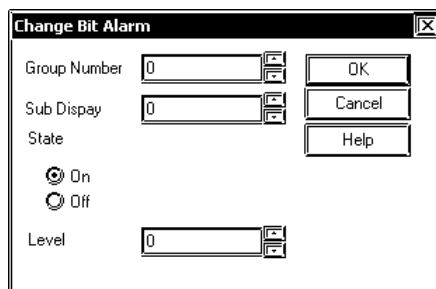 Change Bit Alarm
Group Number 0 OK
Sub Dispay 0 Cancel
State Help
On
Off
Level 0